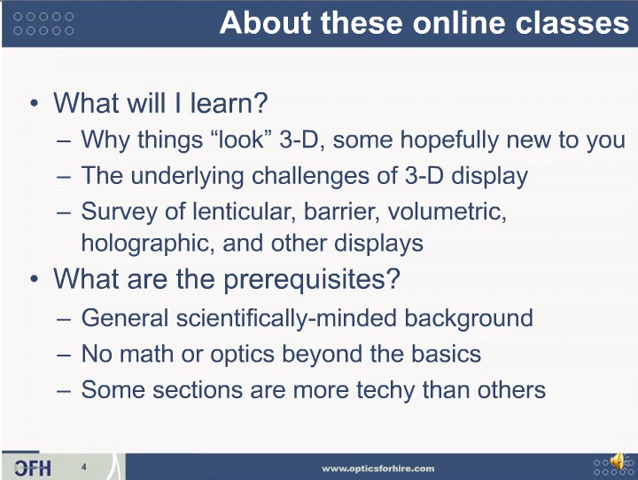 About these online classes
• What will I learn?
– Why things “look” 3-D, some hopefully new to you
– The underlying challenges of 3-D display
– Survey of lenticular, barrier, volumetric,
holographic, and other displays
• What are the prerequisites?
– General scientifically-minded background
– No math or optics beyond the basics
– Some sections are more techy than others
OFH
4
www.opticsforhire.com